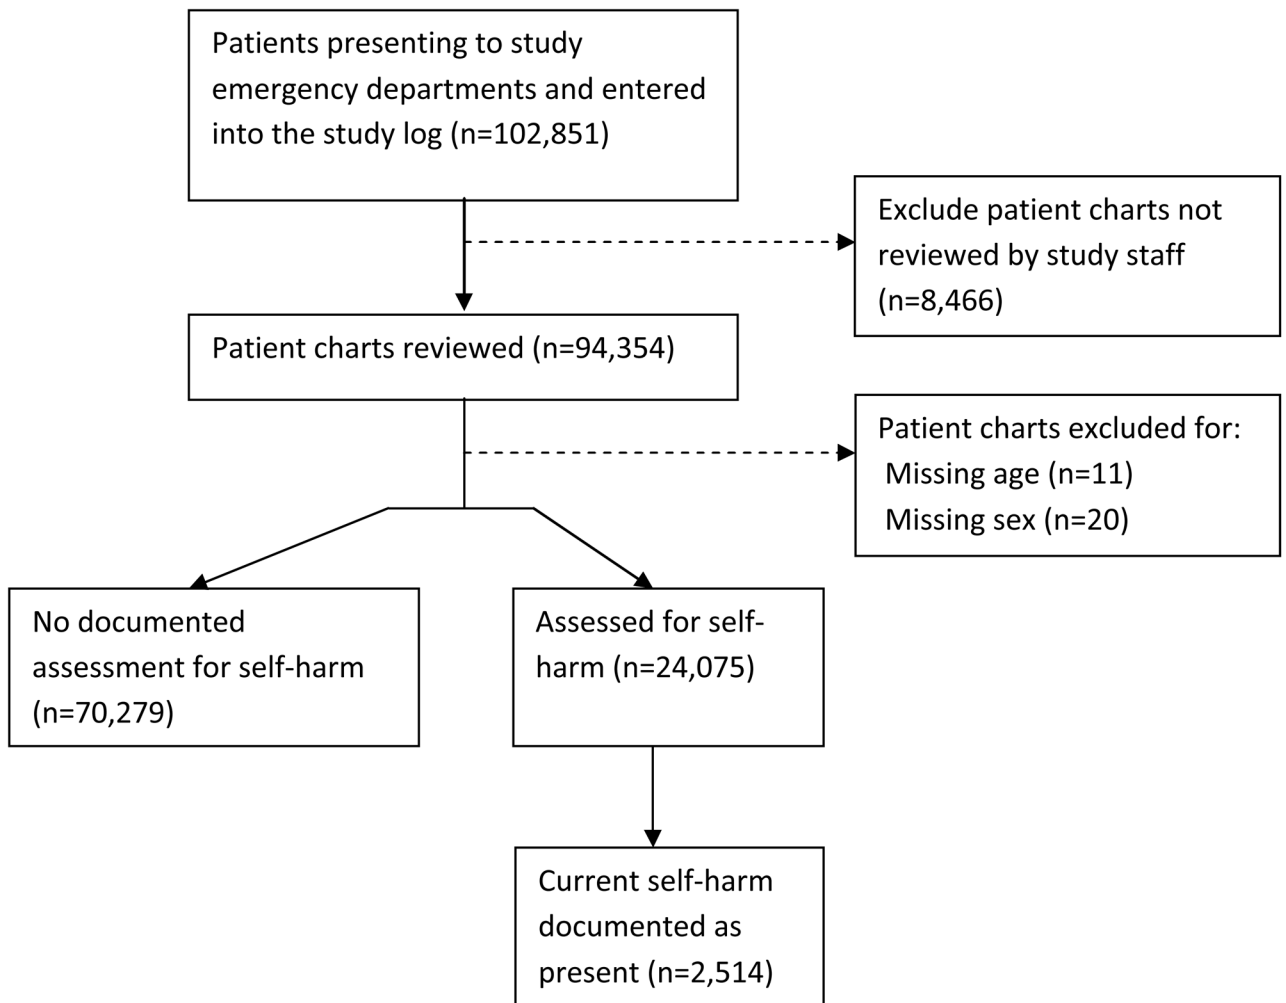 Patients presenting to study
emergency departments and entered
into the study log (n=102,851)
Exclude patient charts not
reviewed by study staff
(n=8,466)
Patient charts reviewed (n=94,354)
Patient charts excluded for:
Missing age (n=11)
Missing sex (n=20)
No documented
assessment for self-harm
(n=70,279)
Assessed for self-
harm (n=24,075)
Current self-harm
documented as
present (n=2,514)